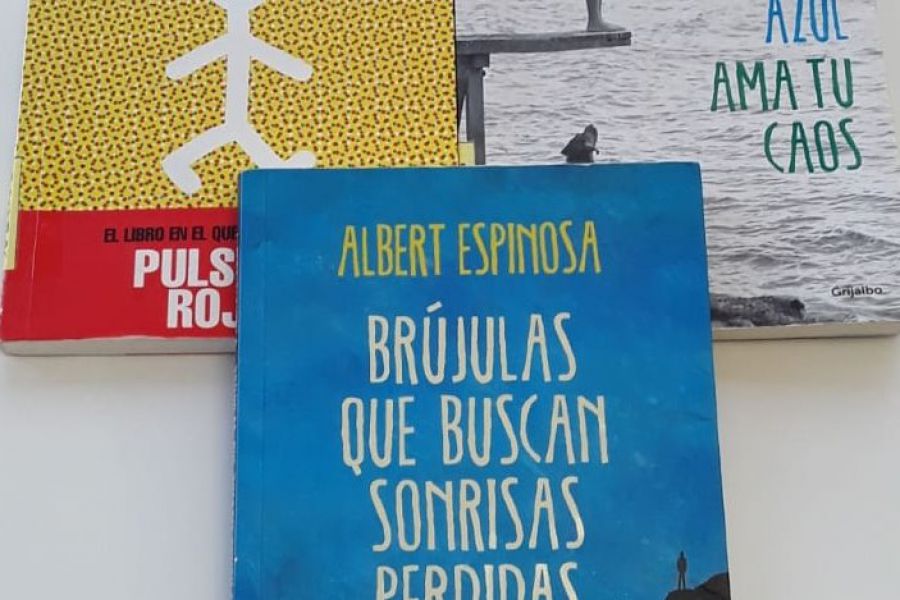 EL LIBRO EN EL QUE
PULS
ROJ
AZUL
AMA TU
CAOS
Grijalbo
ALBERT ESPINOSA
BRÚJULAS
QUE BUSCAN
SONRISAS
PERDIDAS